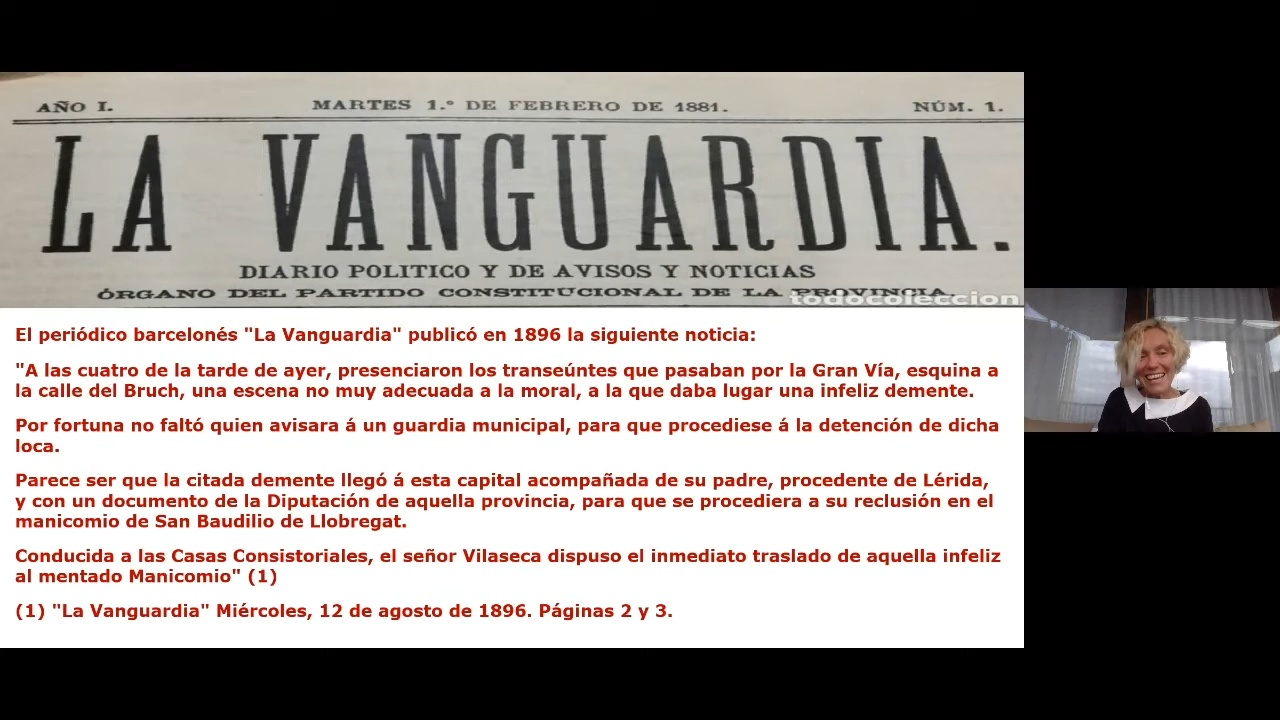 AÑO I. MARTES 1.º DE FEBRERO DE 1881. NÚM. 1.
LA VANGUARDIA.
DIARIO POLITICO Y DE AVISOS Y NOTICIAS
ÓRGANO DEL PARTIDO CONSTITUCIONAL DE LA PROVINCIA.
todocoleccion
El periódico barcelonés "La Vanguardia" publicó en 1896 la siguiente noticia:
"A las cuatro de la tarde de ayer, presenciaron los transeúntes que pasaban por la Gran Vía, esquina a
la calle del Bruch, una escena no muy adecuada a la moral, a la que daba lugar una infeliz demente.
Por fortuna no faltó quien avisara á un guardia municipal, para que procediese á la detención de dicha
loca.
Parece ser que la citada demente llegó á esta capital acompañada de su padre, procedente de Lérida,
y con un documento de la Diputación de aquella provincia, para que se procediera a su reclusión en el
manicomio de San Baudilio de Llobregat.
Conducida a las Casas Consistoriales, el señor Vilaseca dispuso el inmediato traslado de aquella infeliz
al mentado Manicomio" (1)
(1) "La Vanguardia" Miércoles, 12 de agosto de 1896. Páginas 2 y 3.